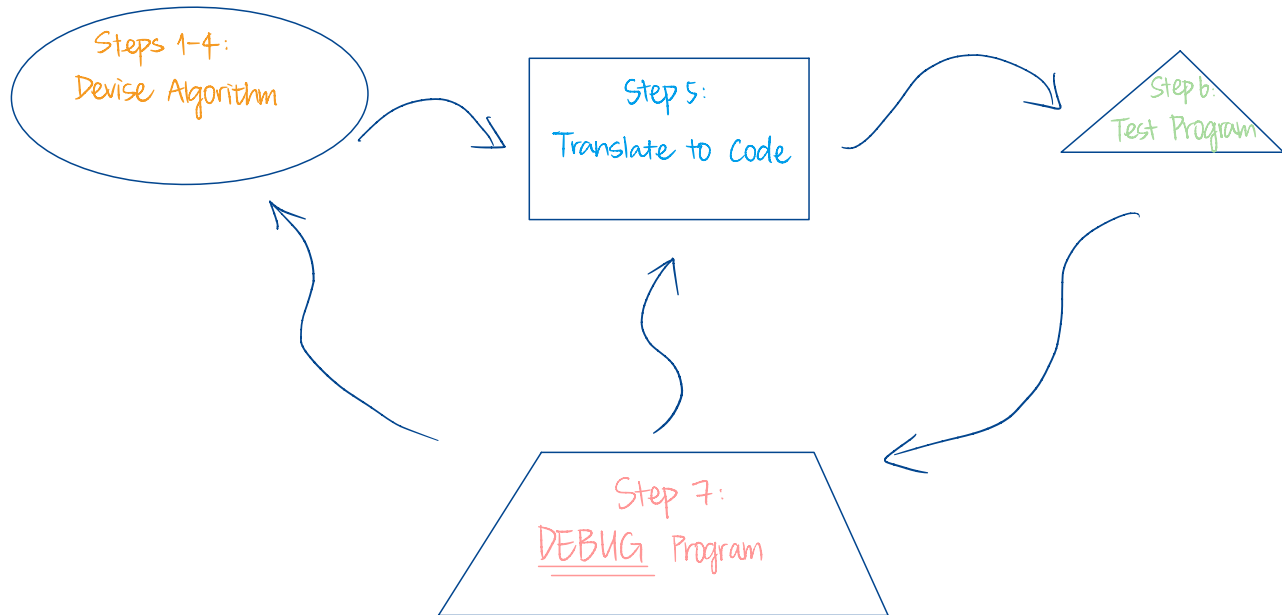 Steps 1-4:
Devise Algorithm
Step 5:
Translate to Code
Step 6:
Test Program
Step 7:
DEBUG Program